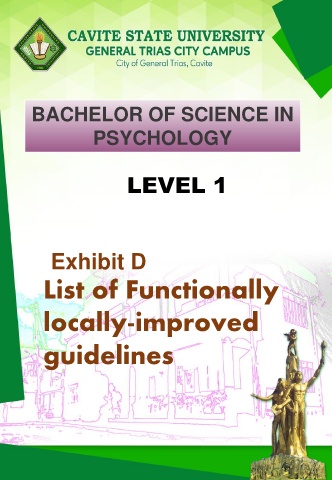 CAVITE STATE UNIVERSITY
GENERAL TRIAS CITY CAMPUS
City of General Trias, Cavite
BACHELOR OF SCIENCE IN
PSYCHOLOGY
LEVEL 1
Exhibit D
List of Functionally
locally-improved
guidelines